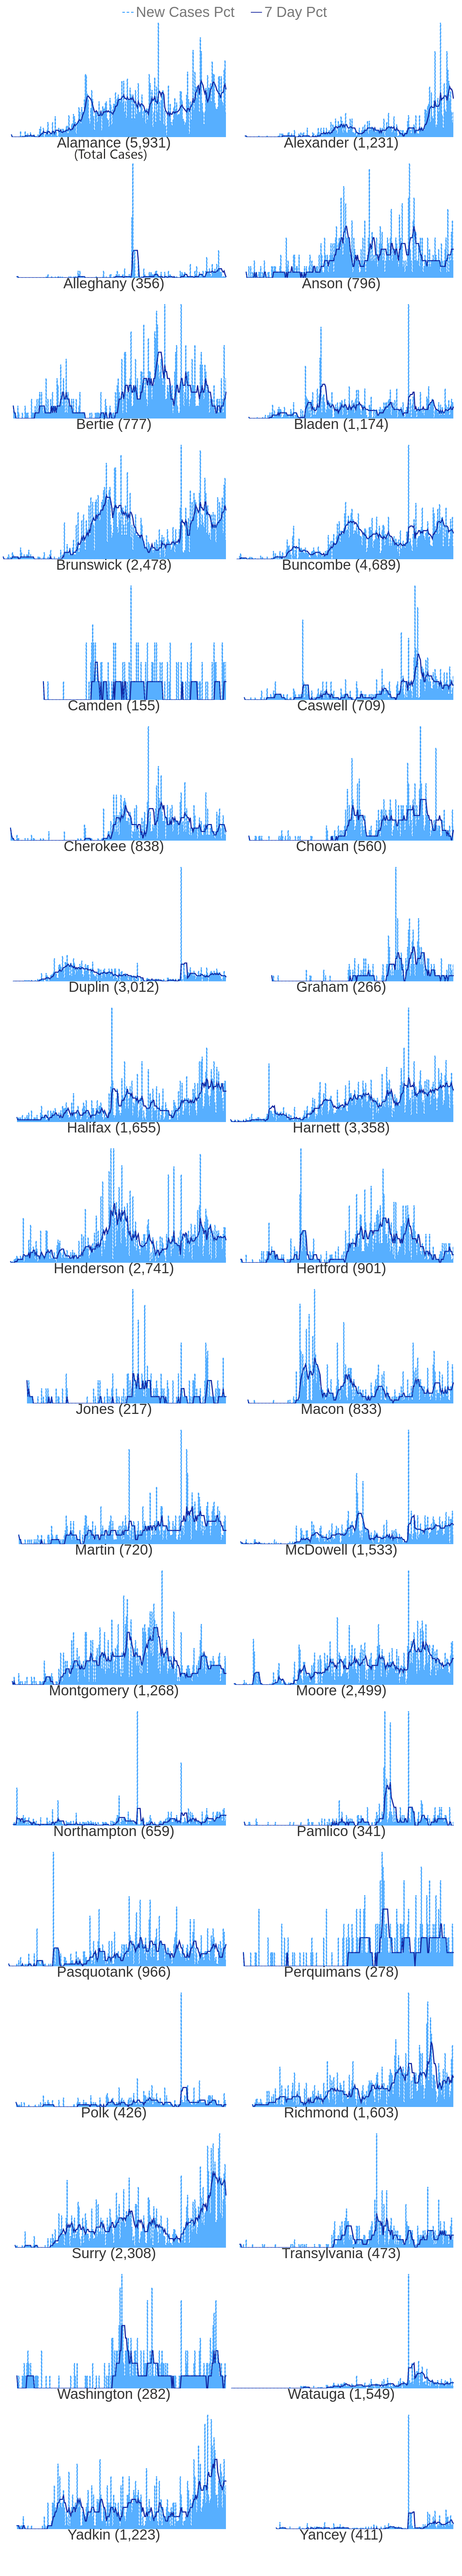 New Cases Pct 7 Day Pct
Alamance (5,931) Alexander (1,231)
(Total Cases)
Alleghany (356) Anson (796)
Bertie (777) Bladen (1,174)
Brunswick (2,478) Buncombe (4,689)
Camden (155) Caswell (709)
Cherokee (838) Chowan (560)
Duplin (3,012) Graham (266)
Halifax (1,655) Harnett (3,358)
Henderson (2,741) Hertford (901)
Jones (217) Macon (833)
Martin (720) McDowell (1,533)
Montgomery (1,268) Moore (2,499)
Northampton (659) Pamlico (341)
Pasquotank (966) Perquimans (278)
Polk (426) Richmond (1,603)
Surry (2,308) Transylvania (473)
Washington (282) Watauga (1,549)
Yadkin (1,223) Yancey (411)